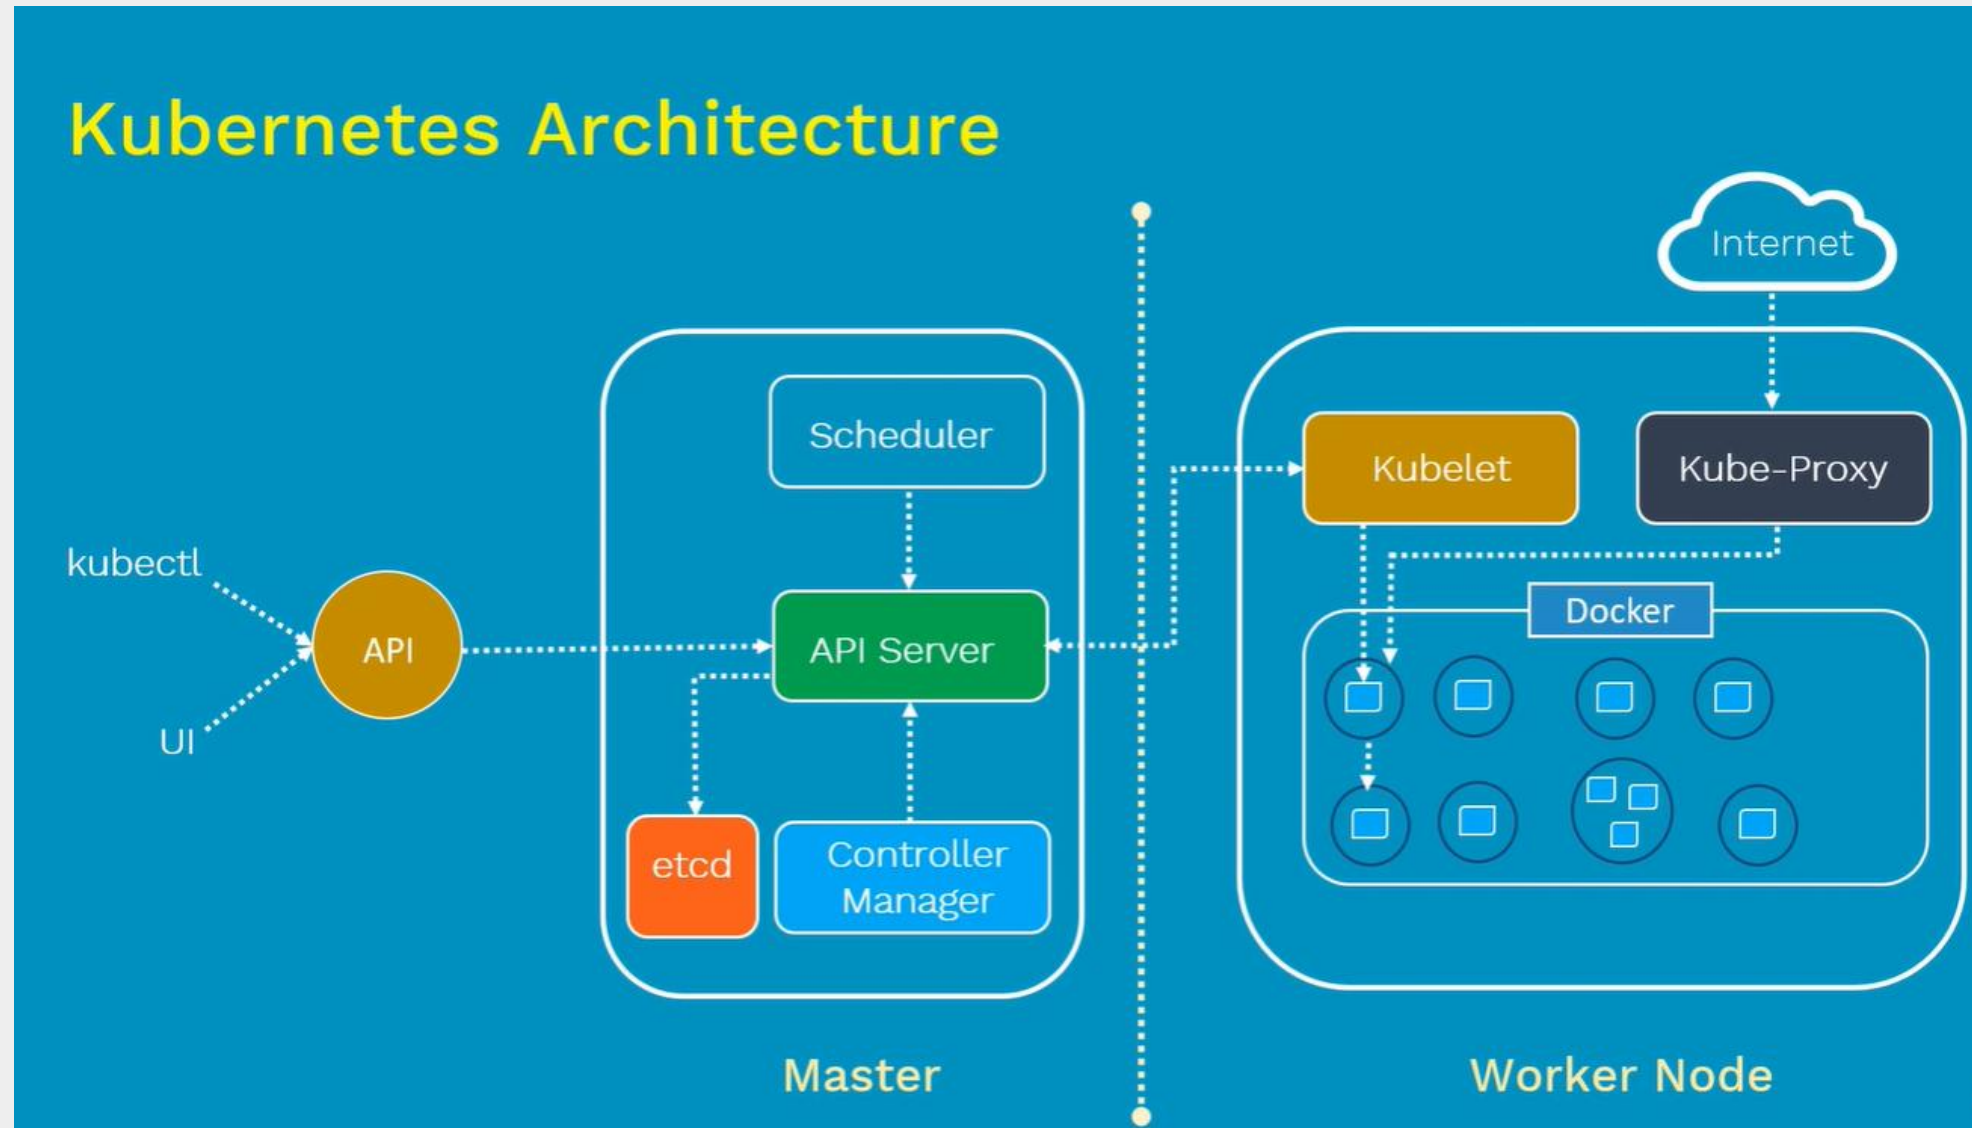 Kubernetes Architecture
Internet
Scheduler
Kubelet
Kube-Proxy
kubectl
API
API Server
Docker
UI
etcd
Controller
Manager
Master
Worker Node